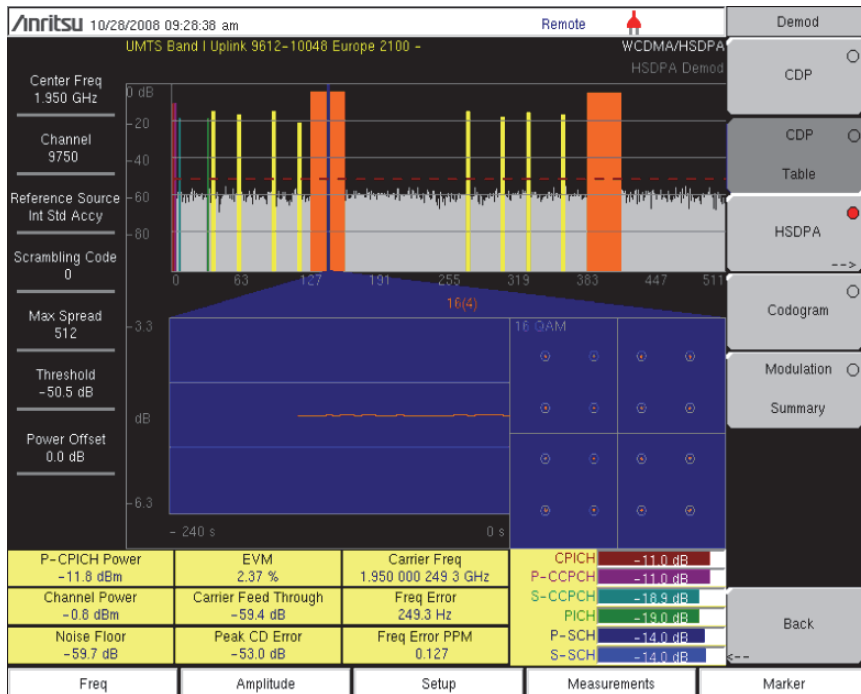 Anritsu 10/28/2008 09:28:38 am
Remote
Demod
UMTS Band I Uplink 9612-10048 Europe 2100 -
WCDMA/HSDPA
HSDPA Demod
Center Freq
1.950 GHz
Channel
9750
Reference Source
Int Std Accy
Scrambling Code
0
Max Spread
512
Threshold
-50.5 dB
Power Offset
0.0 dB
0 dB
-20
-40
-60
-80
0 63 127 191 255 319 383 447 511
16(4)
-3.3
dB
-6.3
16 QAM
- 240 s
0 s
CDP
CDP
Table
HSDPA
-->
Codogram
Modulation
Summary
Back
<--
P-CPICH Power
-11.8 dBm
EVM
2.37 %
Carrier Freq
1.950 000 249 3 GHz
Channel Power
-0.8 dBm
Carrier Feed Through
-59.4 dB
Freq Error
249.3 Hz
Noise Floor
-59.7 dB
Peak CD Error
-53.0 dB
Freq Error PPM
0.127
CPICH -11.0 dB
P-CCPCH -11.0 dB
S-CCPCH -18.9 dB
PICH -19.0 dB
P-SCH -14.0 dB
S-SCH -14.0 dB
Freq
Amplitude
Setup
Measurements
Marker